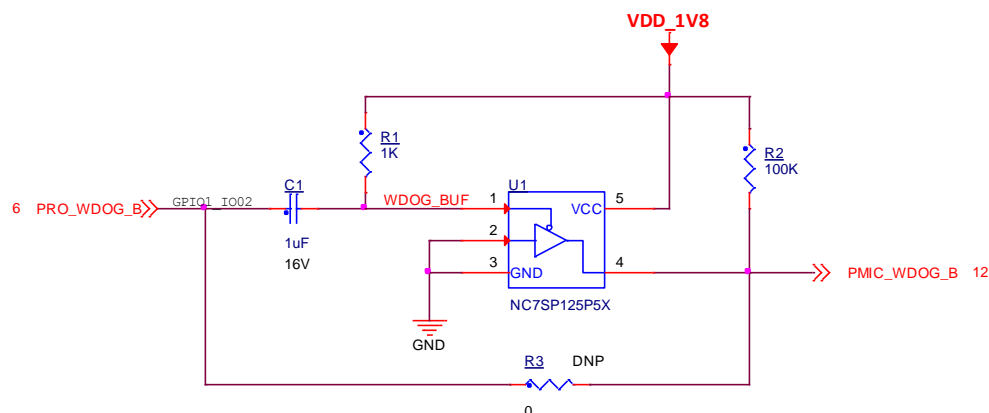 VDD_1V8
R1
1K
R2
100K
C1
U1
6 PRO_WDOG_B
GPIO1_IO02
WDOG_BUF
1
5
VCC
1uF
16V
2
3
GND
4
PMIC_WDOG_B 12
NC7SP125P5X
GND
R3 DNP
0